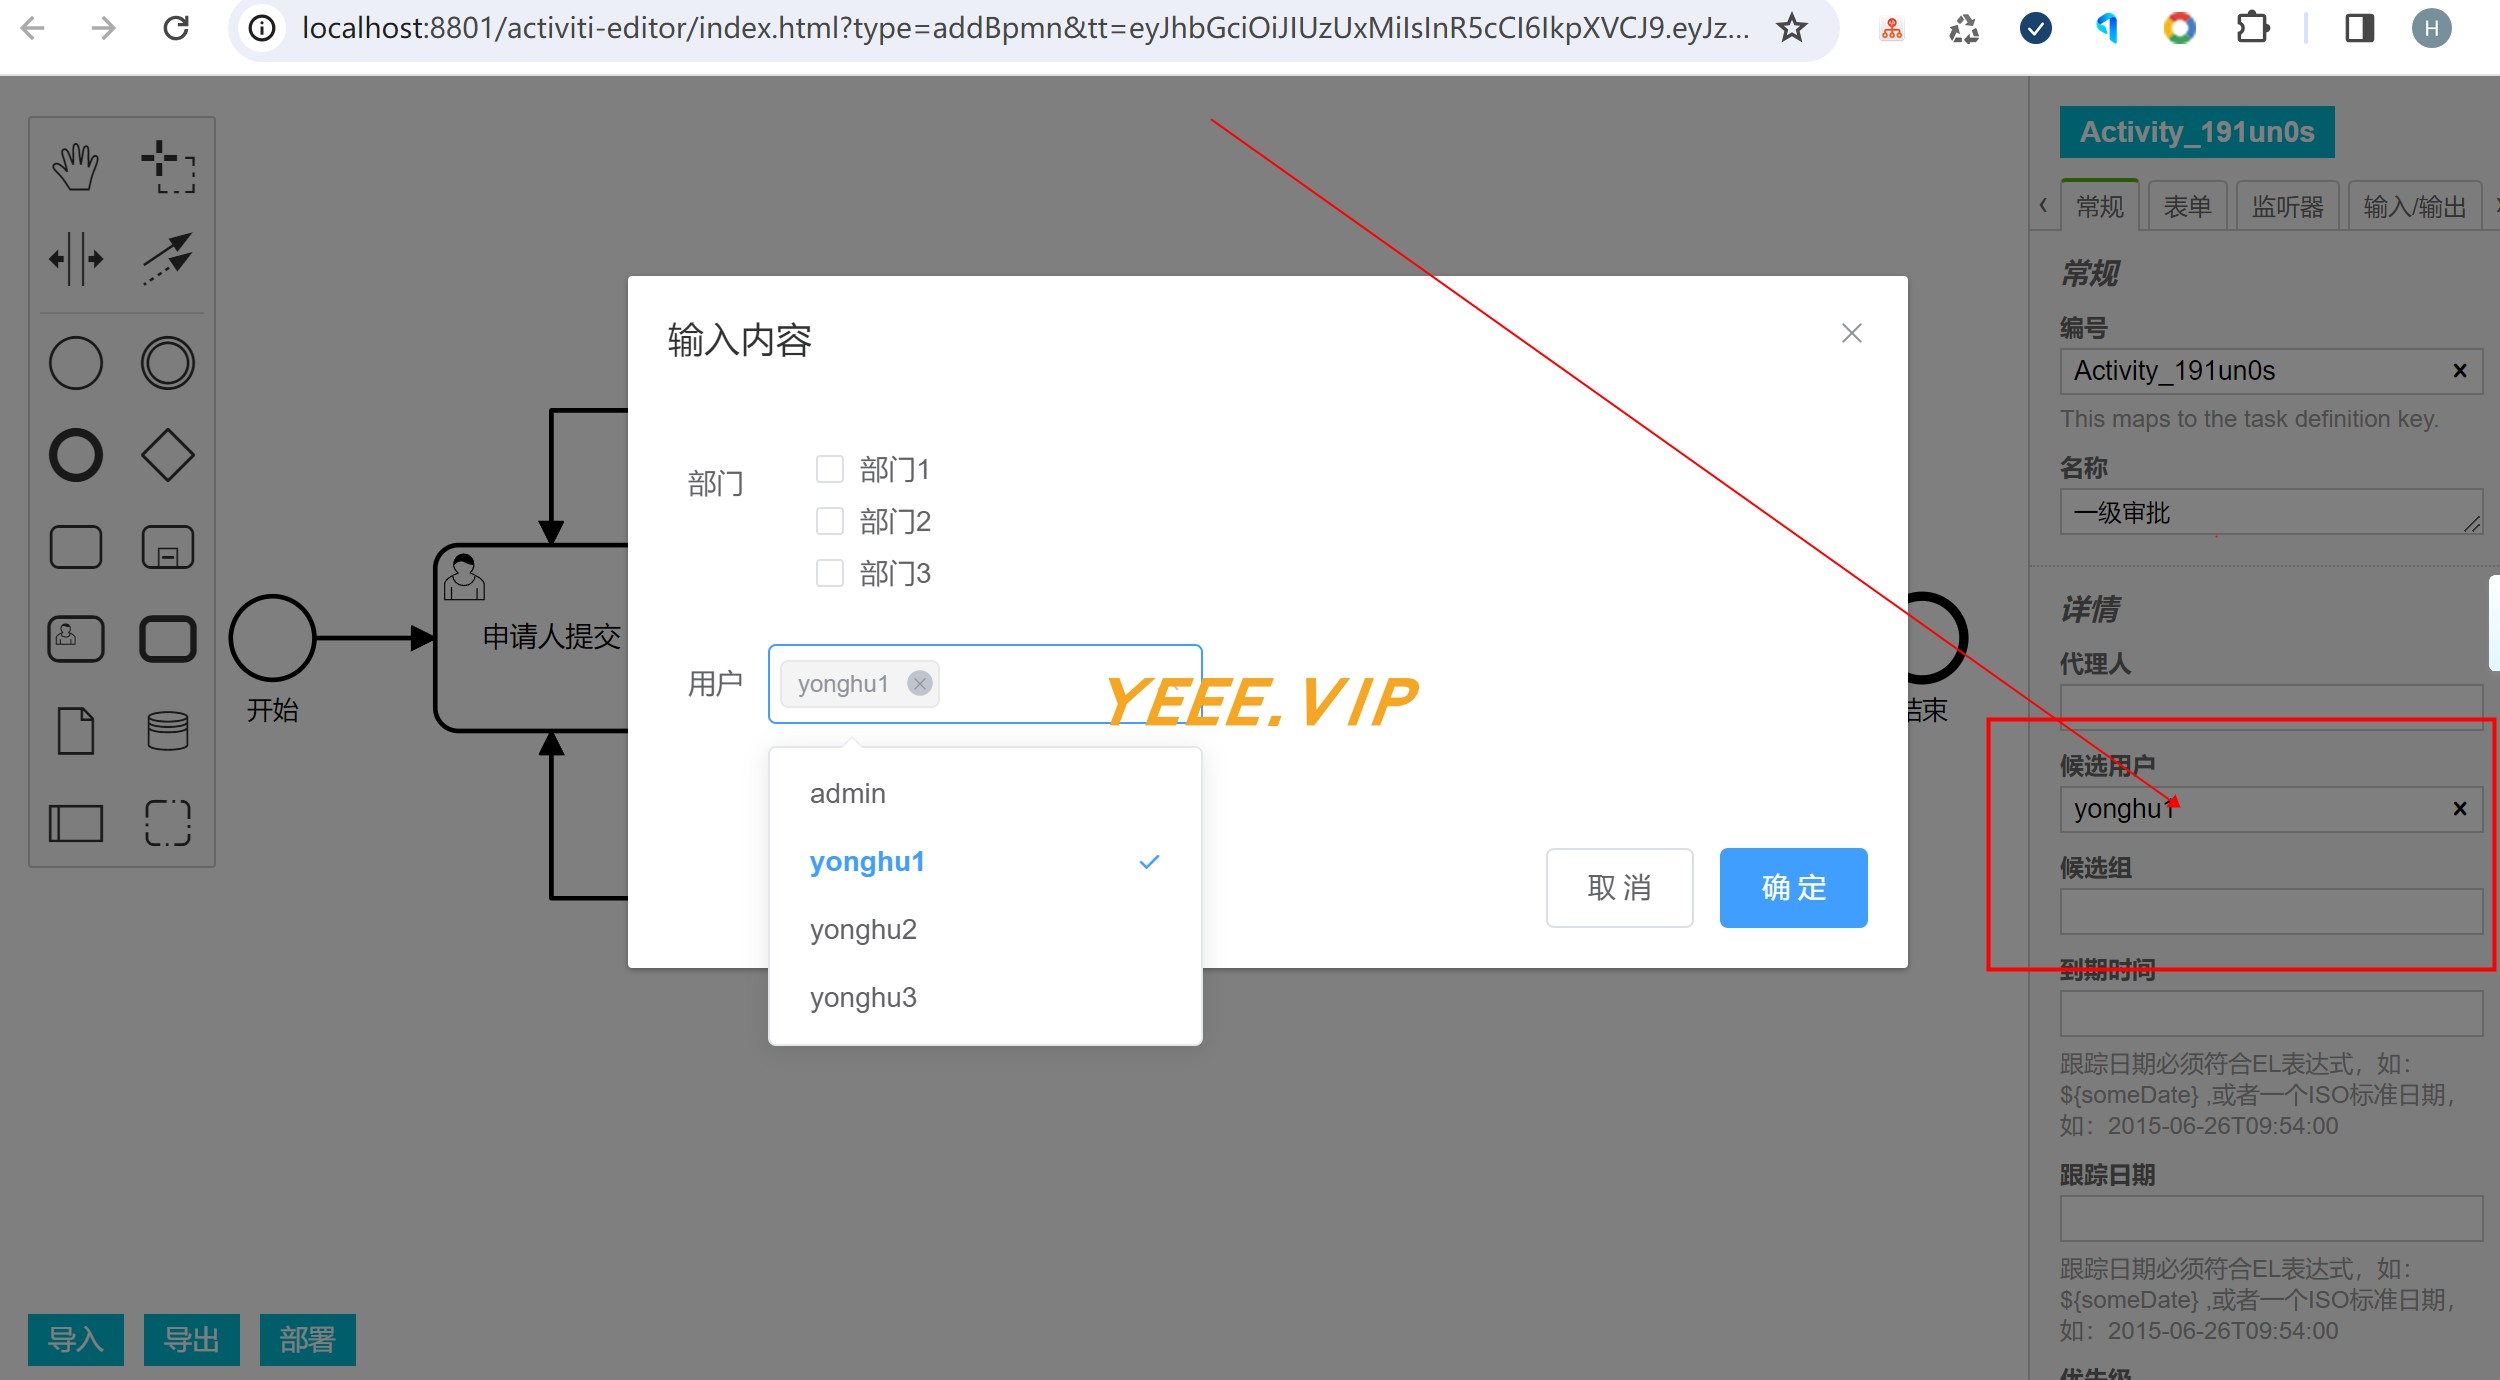 localhost:8801/activiti-editor/index.html?type=addBpmn&tt=eyJhbGciOiJIUzUxMiIsInR5cCI6IkpXVCJ9.eyJz...
H
Activity_191un0s
常规
表单
监听器
输入/输出
常规
编号
Activity_191un0s
This maps to the task definition key.
名称
一级审批
详情
代理人
候选用户
yonghu1
候选组
到期时间
跟踪日期必须符合EL表达式，如：
${someDate} ,或者一个ISO标准日期，
如：2015-06-26T09:54:00
跟踪日期
跟踪日期必须符合EL表达式，如：
${someDate} ,或者一个ISO标准日期，
如：2015-06-26T09:54:00
优先级
输入内容
部门
部门1
部门2
部门3
用户
yonghu1
YEEE.VIP
admin
yonghu1
yonghu2
yonghu3
取 消
确 定
开始
申请人提交
结束
导入
导出
部署